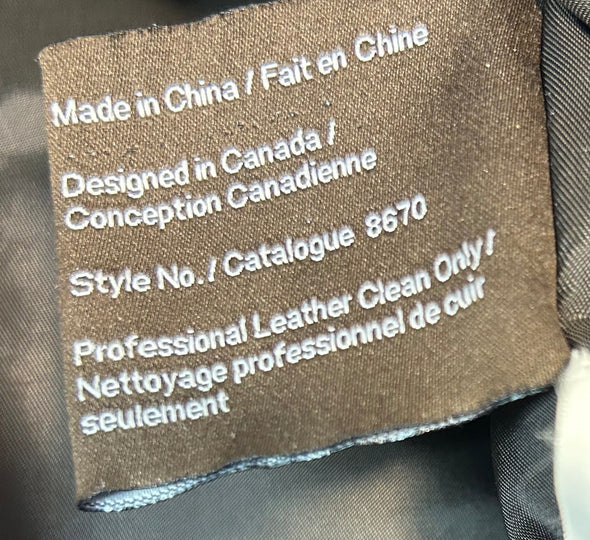 Made in China / Fait en Chine
Designed in Canada /
Conception Canadienne
Style No. / Catalogue 8670
Professional Leather Clean Only /
Nettoyage professionnel de cuir
seulement